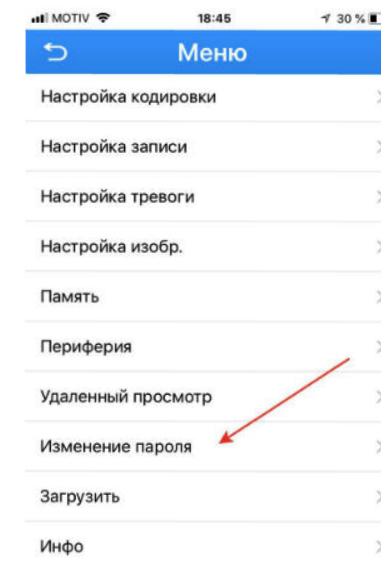 MOTIV 18:45 30 %
Меню
Настройка кодировки
Настройка записи
Настройка тревоги
Настройка изобр.
Память
Периферия
Удаленный просмотр
Изменение пароля
Загрузить
Инфо